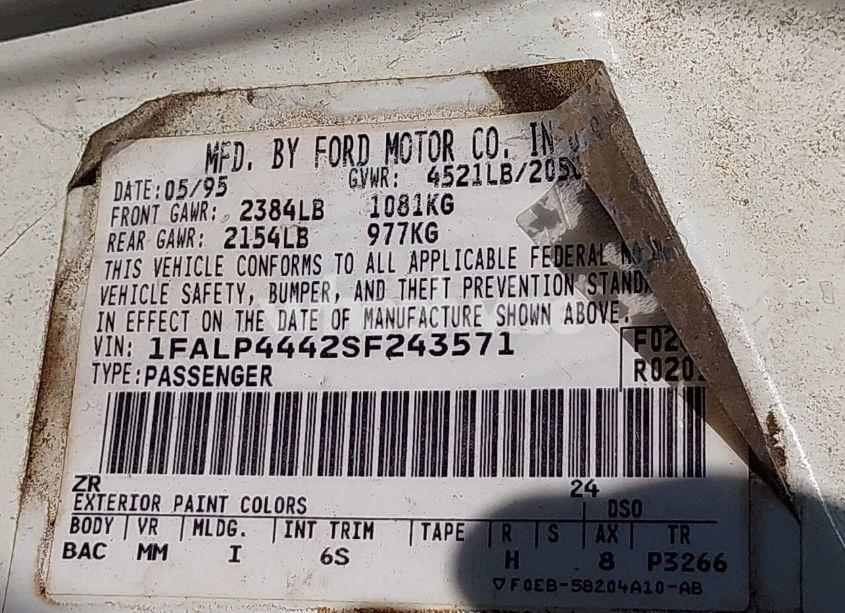 MFD. BY FORD MOTOR CO. IN
DATE: 05/95 GVWR: 4521LB/205
FRONT GAWR: 2384LB 1081KG
REAR GAWR: 2154LB 977KG
THIS VEHICLE CONFORMS TO ALL APPLICABLE FEDERAL
VEHICLE SAFETY, BUMPER, AND THEFT PREVENTION STAND
IN EFFECT ON THE DATE OF MANUFACTURE SHOWN ABOVE.
VIN: 1FALP4442SF243571 F02
TYPE: PASSENGER R020
ZR 24
EXTERIOR PAINT COLORS DSO
BODY VR MLDG. INT TRIM TAPE R S AX TR
BAC MM I 6S H 8 P3266
F0EB-58204A10-AB